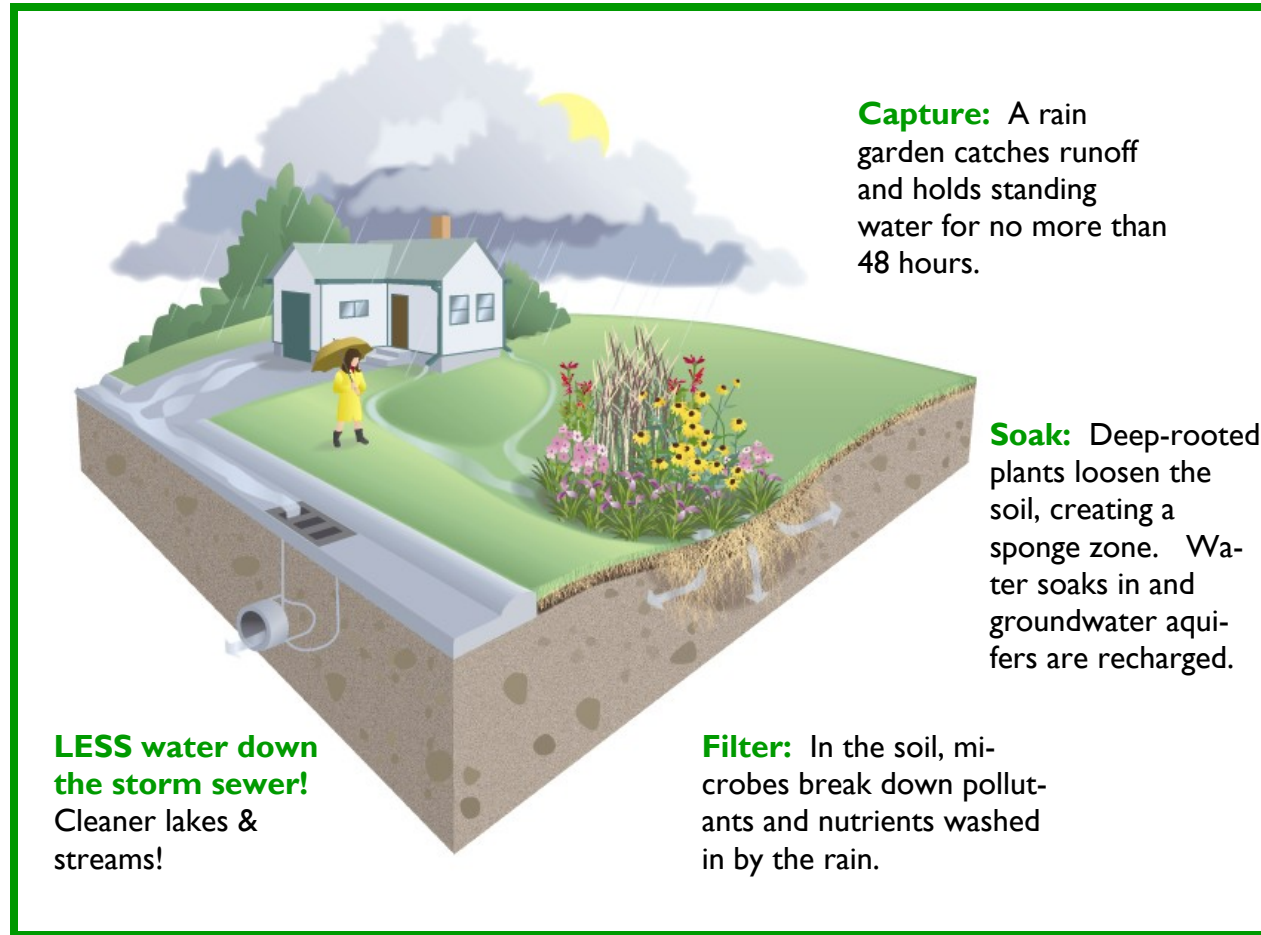 Capture: A rain
garden catches runoff
and holds standing
water for no more than
48 hours.
Soak: Deep-rooted
plants loosen the
soil, creating a
sponge zone. Wa-
ter soaks in and
groundwater aqui-
fers are recharged.
LESS water down
the storm sewer!
Cleaner lakes &
streams!
Filter: In the soil, mi-
crobes break down pollut-
ants and nutrients washed
in by the rain.